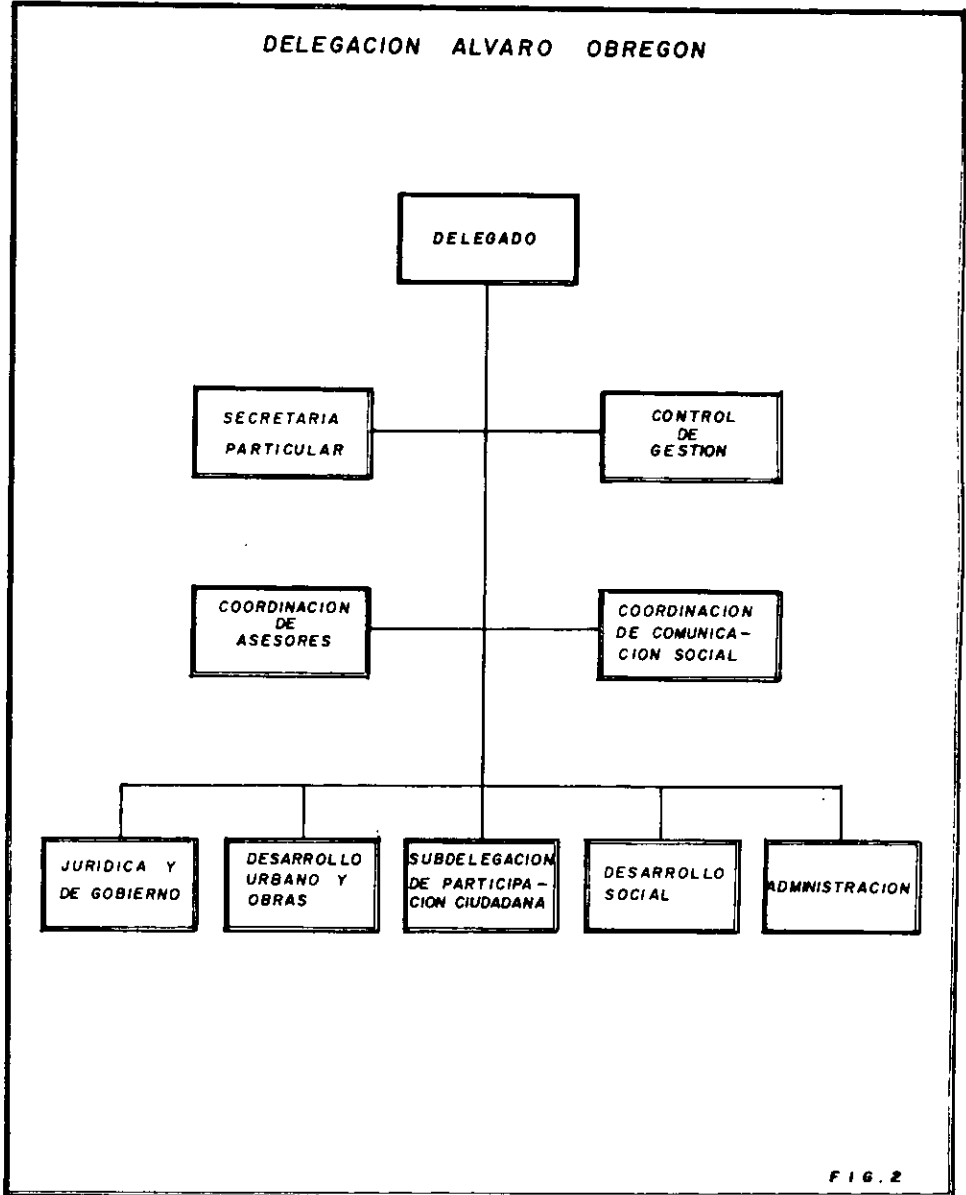 DELEGACION ALVARO OBREGON
DELEGADO
SECRETARIA
PARTICULAR
CONTROL
DE
GESTION
COORDINACION
DE
ASESORES
COORDINACION
DE COMUNICA-
CION SOCIAL
JURIDICA Y
DE GOBIERNO
DESARROLLO
URBANO Y
OBRAS
SUBDELEGACION
DE PARTICIPA-
CION CIUDADANA
DESARROLLO
SOCIAL
ADMINISTRACION
FIG. 2